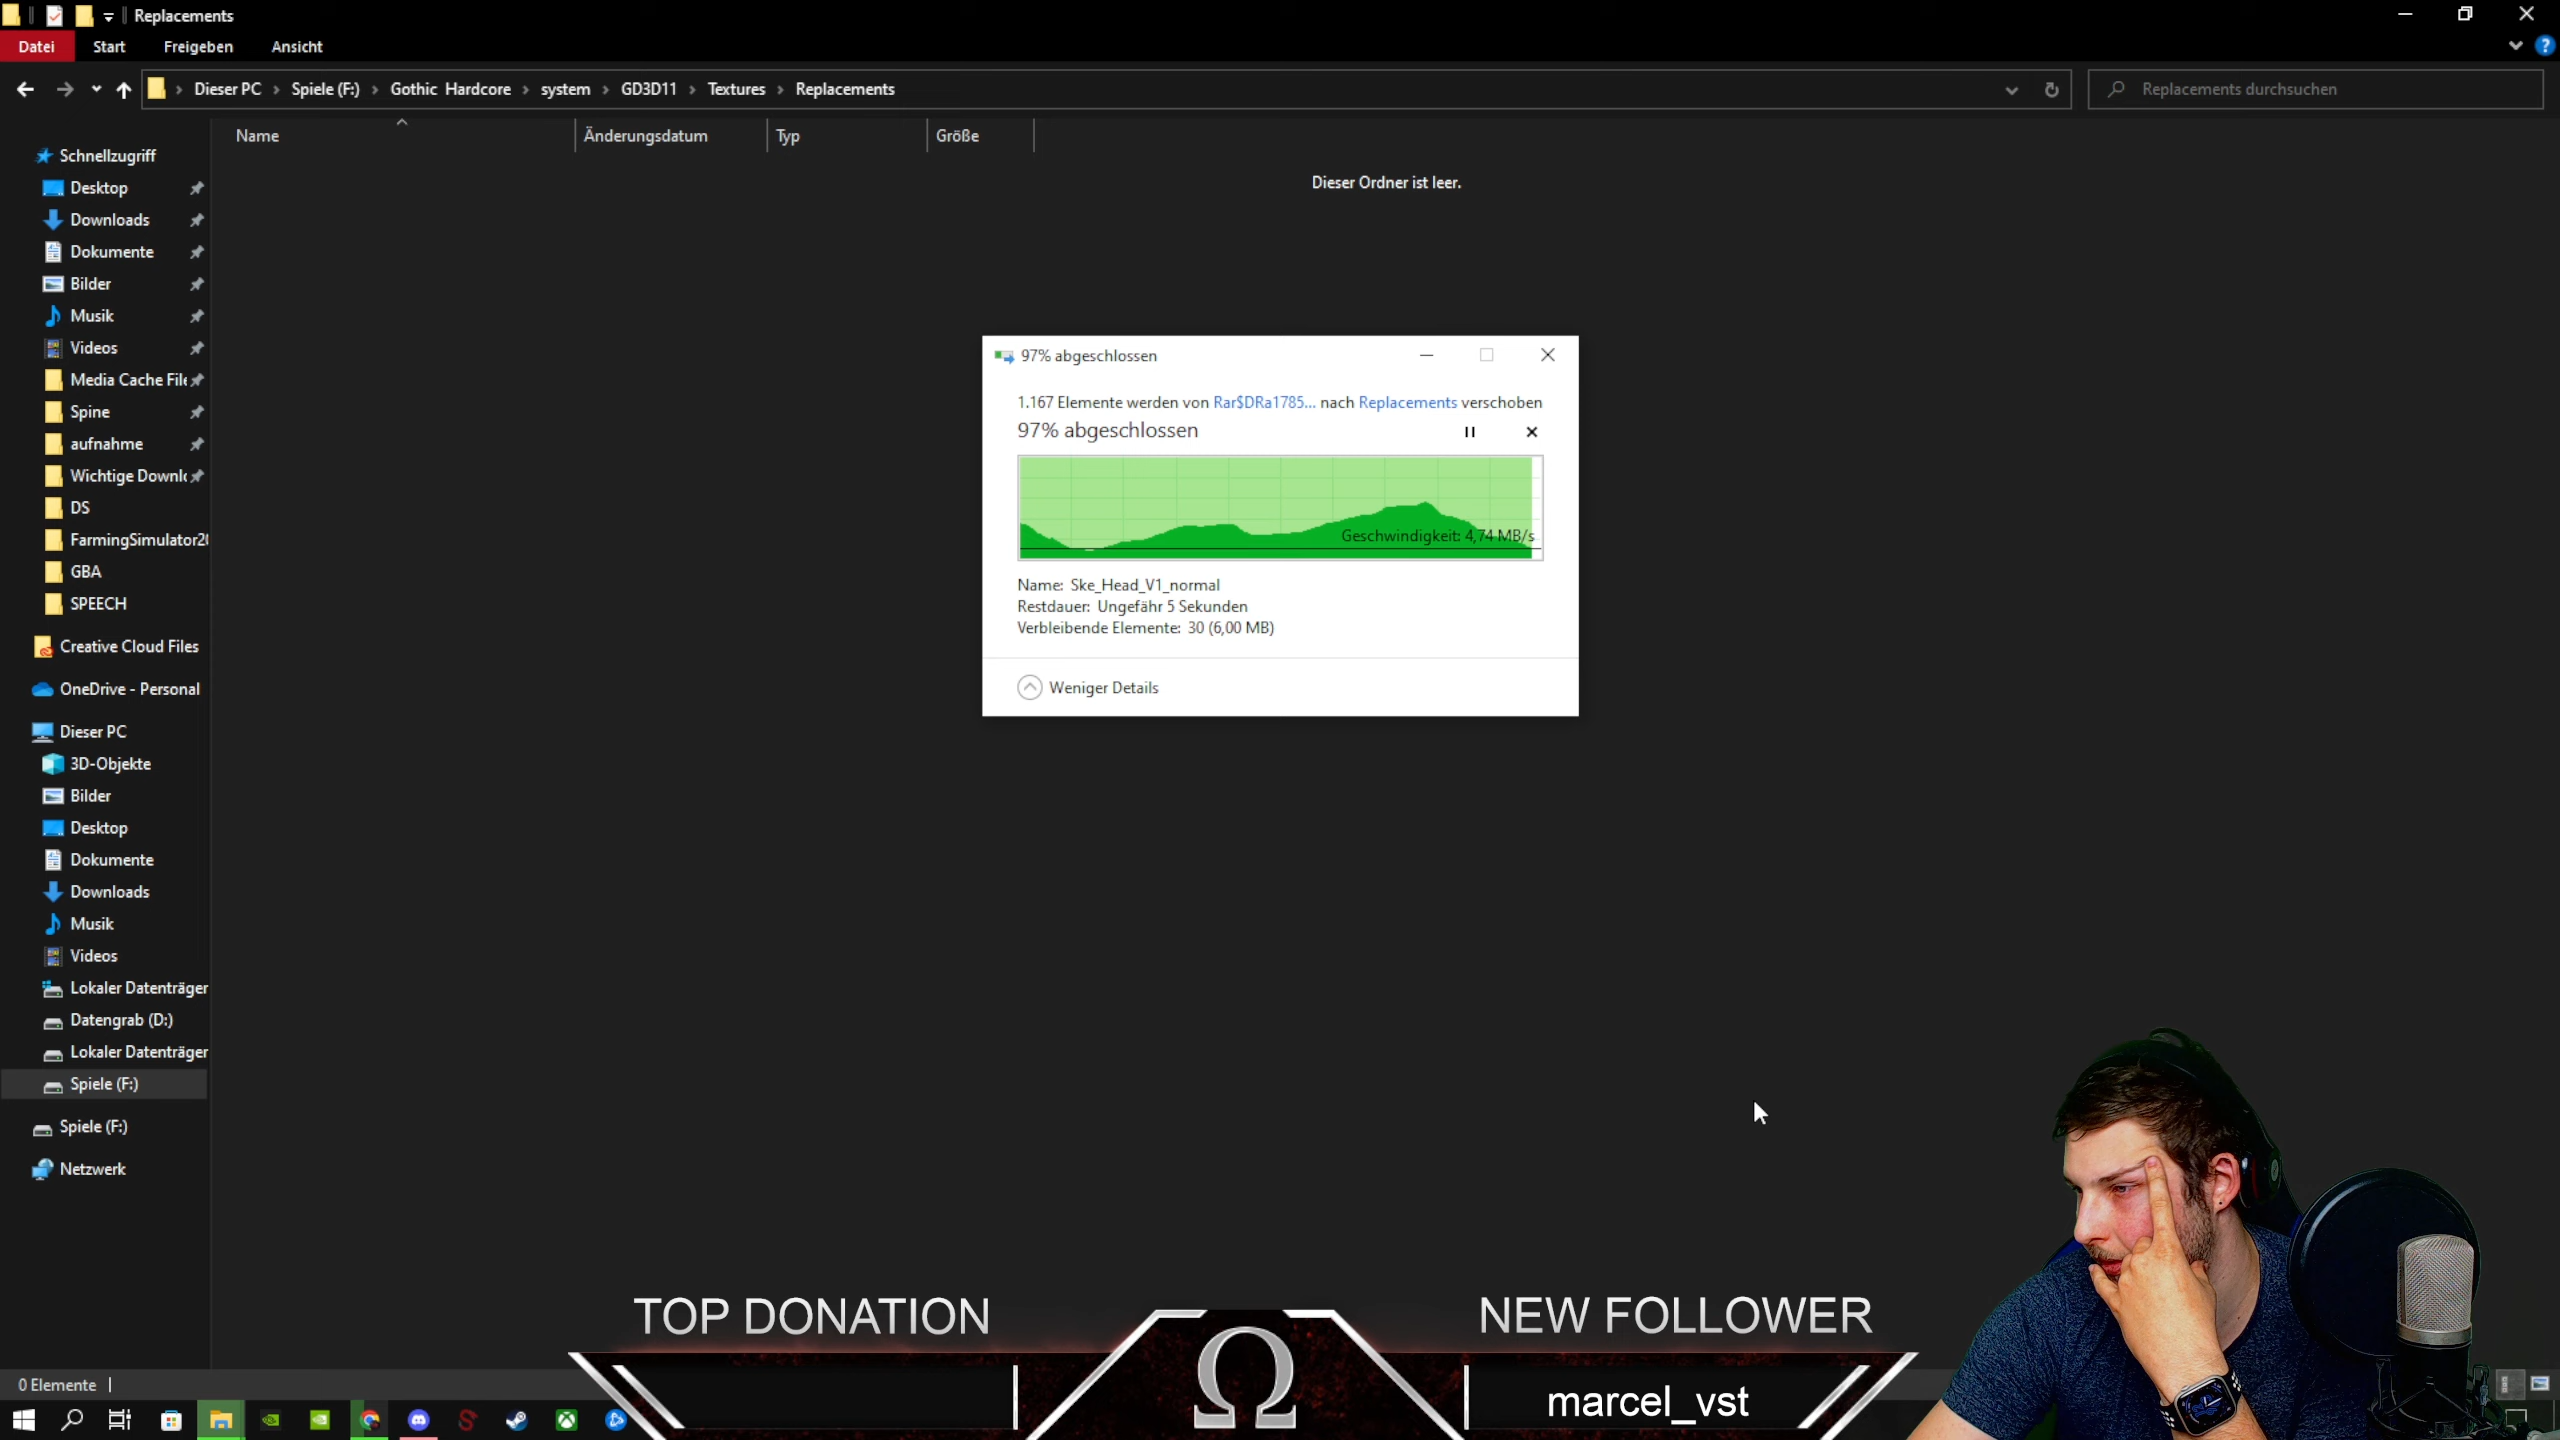 Replacements
Datei Start Freigeben Ansicht
Dieser PC Spiele (F:) Gothic Hardcore system GD3D11 Textures Replacements
Replacements durchsuchen
Name Änderungsdatum Typ Größe
Dieser Ordner ist leer.
Schnellzugriff
Desktop
Downloads
Dokumente
Bilder
Musik
Videos
Media Cache File
Spine
aufnahme
Wichtige Downlo
DS
FarmingSimulator20
GBA
SPEECH
Creative Cloud Files
OneDrive - Personal
Dieser PC
3D-Objekte
Bilder
Desktop
Dokumente
Downloads
Musik
Videos
Lokaler Datenträger
Datengrab (D:)
Lokaler Datenträger
Spiele (F:)
Spiele (F:)
Netzwerk
0 Elemente
97% abgeschlossen
1.167 Elemente werden von Rar$DRa1785... nach Replacements verschoben
97% abgeschlossen
Geschwindigkeit: 4,74 MB/s
Name: Ske_Head_V1_normal
Restdauer: Ungefähr 5 Sekunden
Verbleibende Elemente: 30 (6,00 MB)
Weniger Details
TOP DONATION
Ω
NEW FOLLOWER
marcel_vst